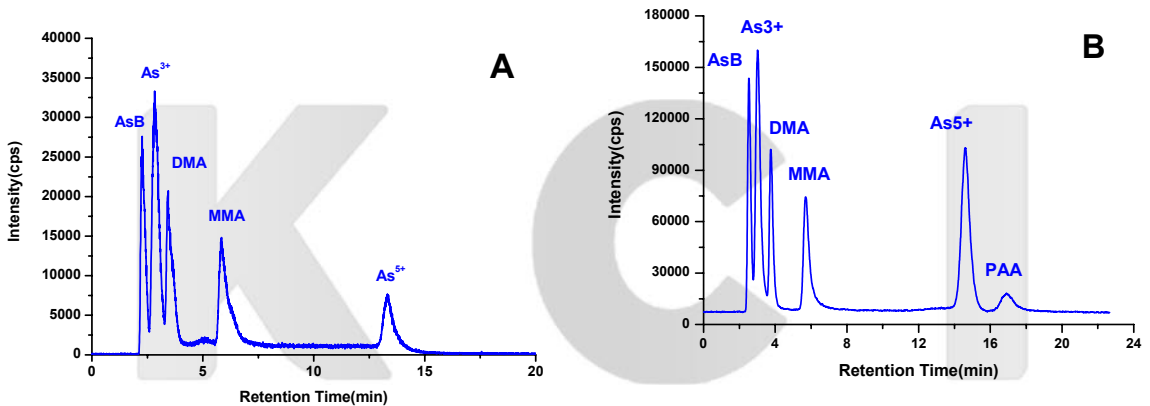 A
40000
35000
30000
25000
20000
15000
10000
5000
0
Intensity(cps)
AsB
As³⁺
DMA
MMA
As⁵⁺
0 5 10 15 20
Retention Time(min)
B
180000
150000
120000
90000
60000
30000
0
Intensity(cps)
AsB
As3+
DMA
MMA
As5+
PAA
0 4 8 12 16 20 24
Retention Time(min)
KCI